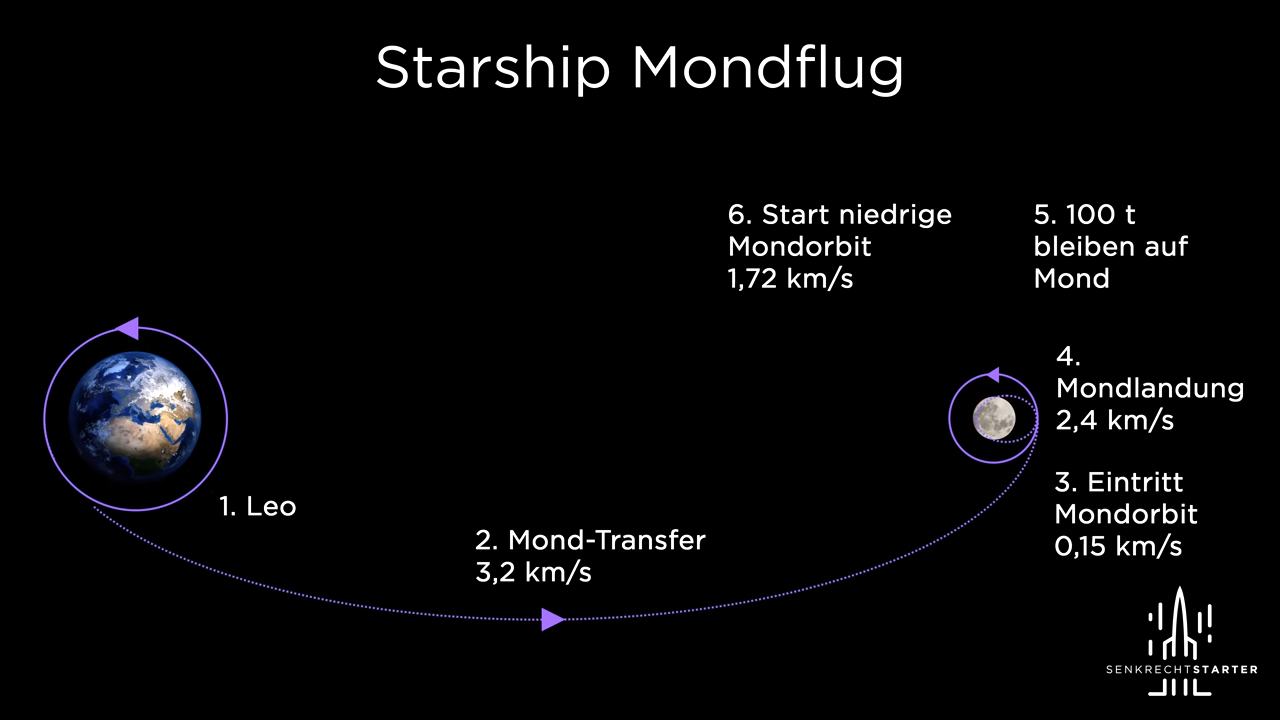 Starship Mondflug
6. Start niedrige
Mondorbit
1,72 km/s
5. 100 t
bleiben auf
Mond
4.
Mondlandung
2,4 km/s
3. Eintritt
Mondorbit
0,15 km/s
1. Leo
2. Mond-Transfer
3,2 km/s
SENKRECHTSTARTER